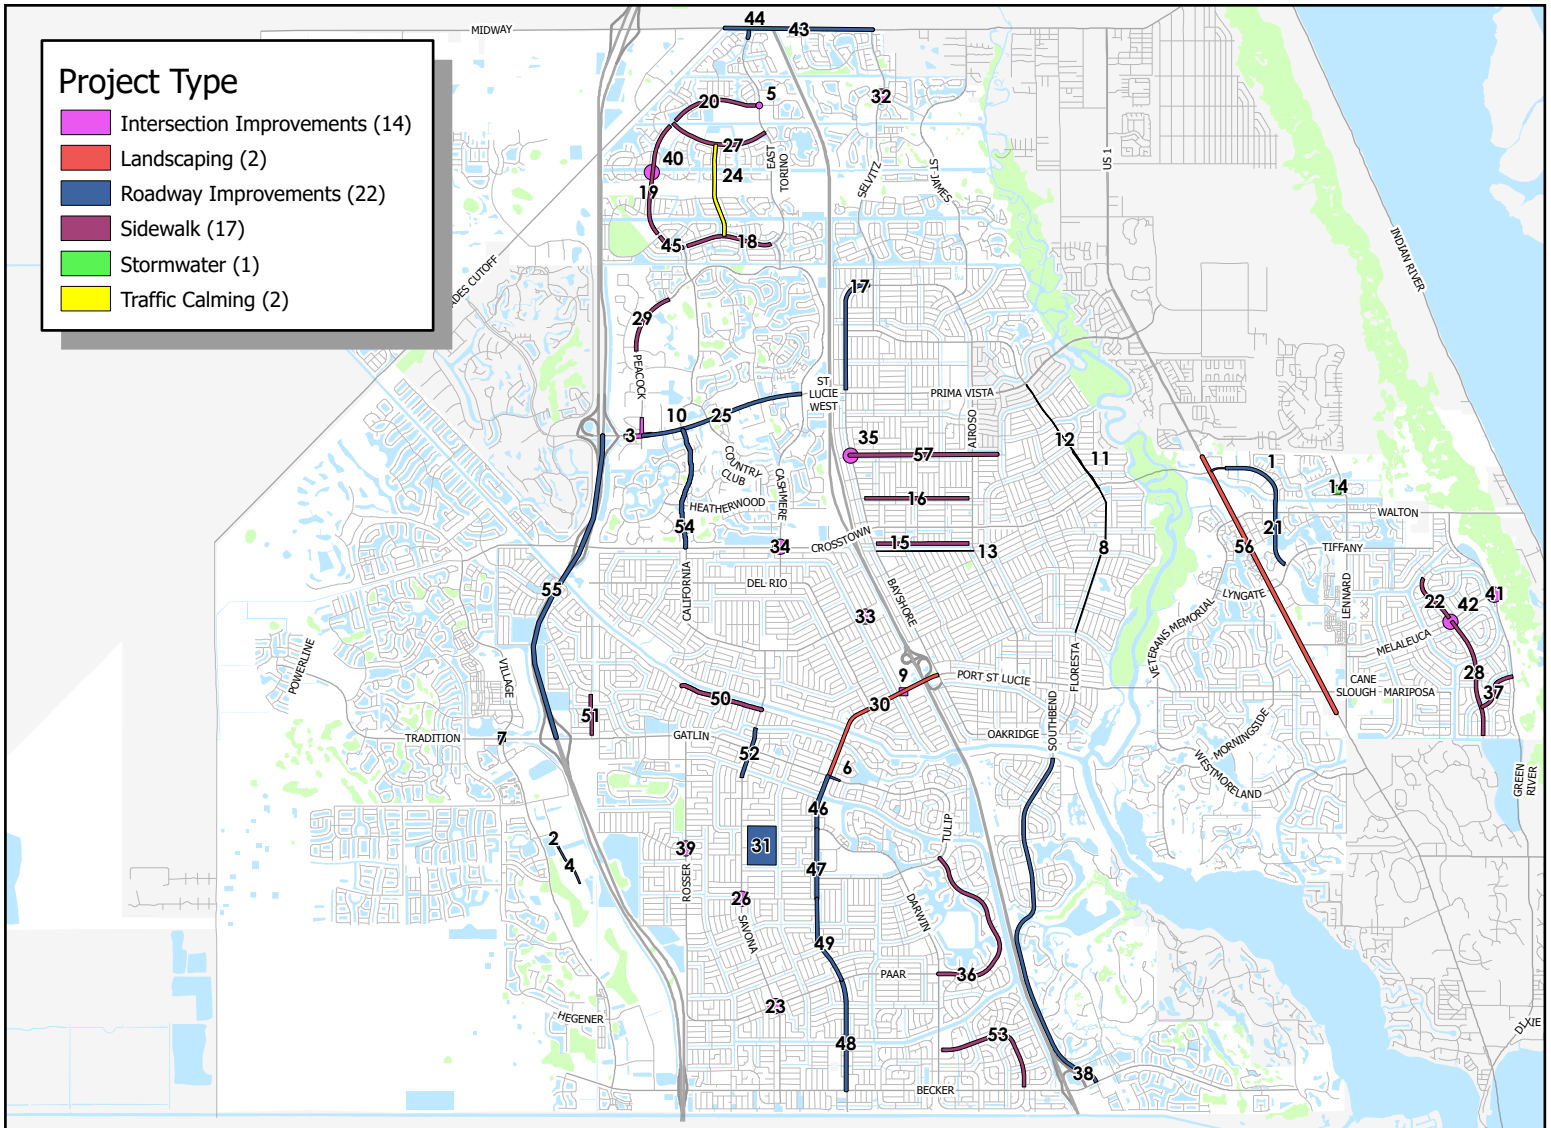 Project Type
Intersection Improvements (14)
Landscaping (2)
Roadway Improvements (22)
Sidewalk (17)
Stormwater (1)
Traffic Calming (2)
MIDWAY
44
43
5
20
32
27
EAST
TORINO
40
24
19
SELVITZ
ST JAMES
US 1
45
18
INDIAN RIVER
ADES CUTOFF
17
29
PEACOCK
ST
LUCIE
WEST
PRIMA VISTA
10
25
3
35
57
AIROSO
12
11
COUNTRY
CLUB
CASHMERE
HEATHERWOOD
16
1
14
WALTON
54
34
CROSSTOWN
15
13
8
21
56
TIFFANY
55
CALIFORNIA
DEL RIO
BAYSHORE
33
LYNGATE
LENNARD
22
42
41
VETERANS MEMORIAL
MELALEUCA
POWERLINE
VILLAGE
FLORESTA
9
PORT ST LUCIE
CANE
SLOUGH
MARIPOSA
28
37
50
30
51
SOUTHBEND
MORNINGSIDE
TRADITION
7
GATLIN
OAKRIDGE
52
6
WESTMORELAND
GREEN
RIVER
46
TULIP
2
4
39
31
47
ROSSER
26
SAVONA
DARWIN
49
PAAR
36
23
HEGENER
48
53
38
BECKER
DIXIE